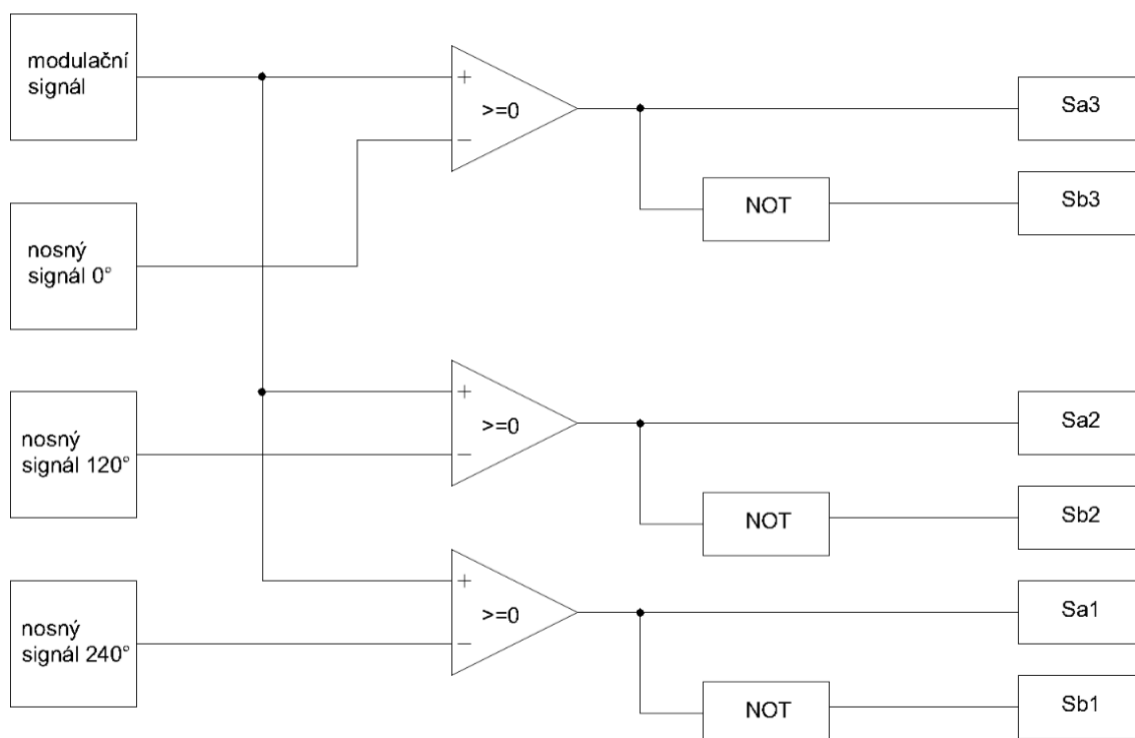 modulační
signál
+
>=0
−
Sa3
NOT
Sb3
nosný
signál 0°
nosný
signál 120°
+
>=0
−
Sa2
NOT
Sb2
nosný
signál 240°
+
>=0
−
Sa1
NOT
Sb1